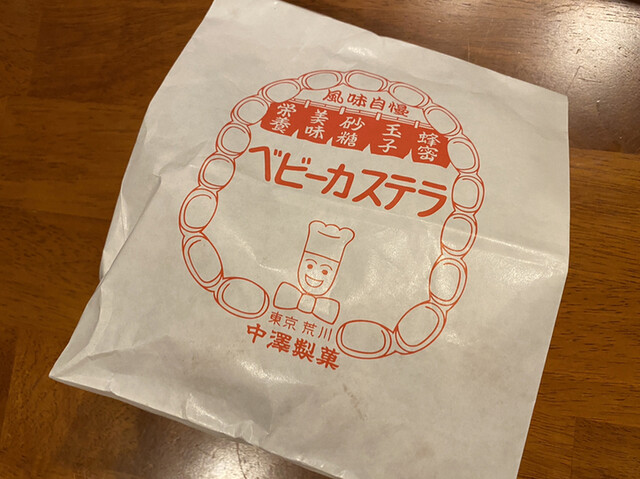 風味自慢
蜂蜜
玉子
砂糖
美味
栄養
ベビーカステラ
東京 荒川
中澤製菓